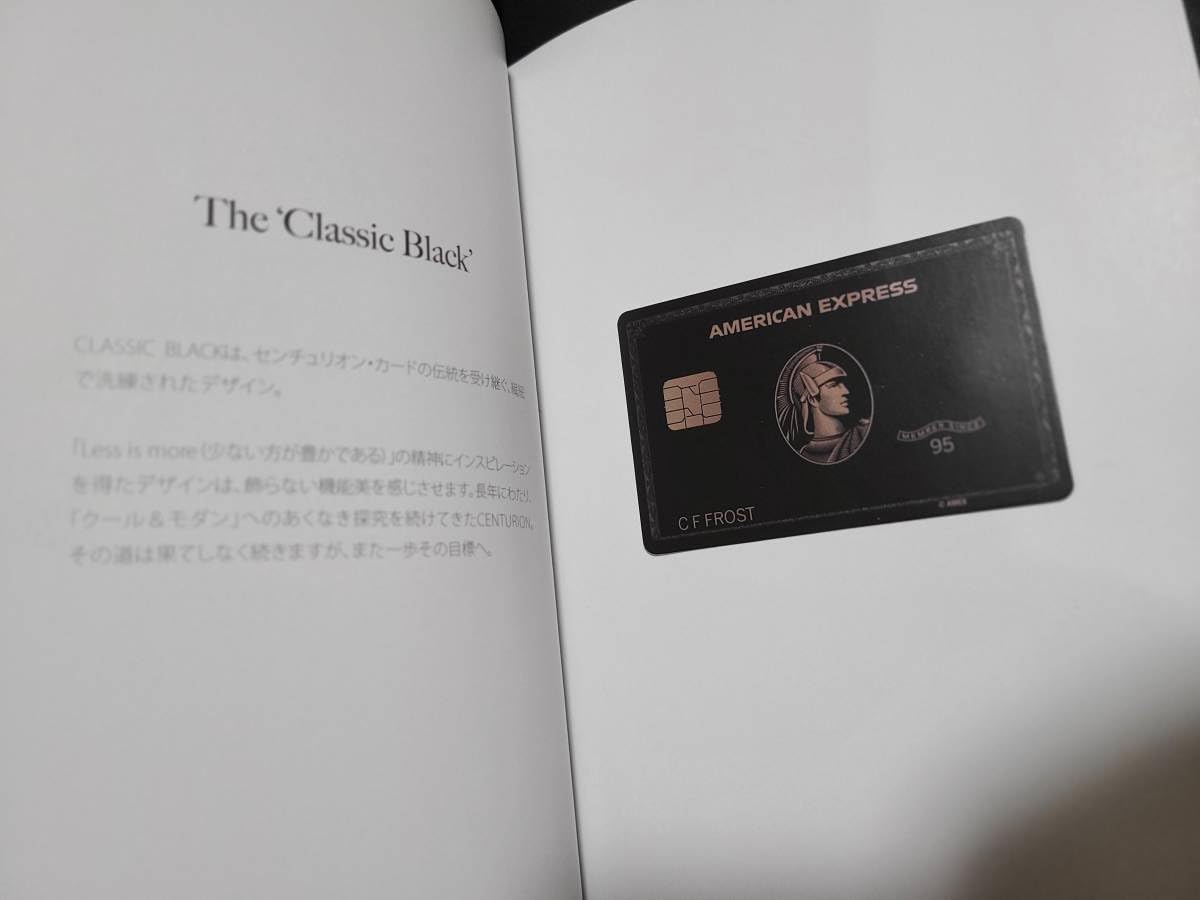 The 'Classic Black'
CLASSIC BLACKは、センチュリオン・カードの伝統を受け継ぐ、緻密
で洗練されたデザイン。
「Less is more（少ない方が豊かである）」の精神にインスピレーション
を得たデザインは、飾らない機能美を感じさせます。長年にわたり、
「クール＆モダン」へのあくなき探究を続けてきたCENTURION。
その道は果てしなく続きますが、また一歩その目標へ。
AMERICAN EXPRESS
MEMBER SINCE
95
C F FROST
© AMEX